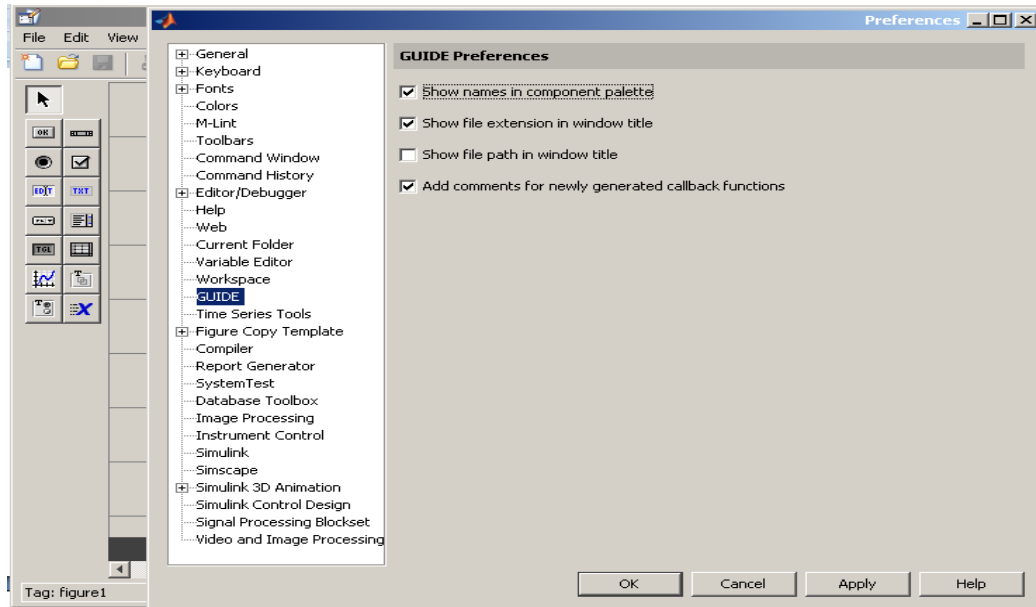 Preferences
File Edit View
General
Keyboard
Fonts
Colors
M-Lint
Toolbars
Command Window
Command History
Editor/Debugger
Help
Web
Current Folder
Variable Editor
Workspace
GUIDE
Time Series Tools
Figure Copy Template
Compiler
Report Generator
SystemTest
Database Toolbox
Image Processing
Instrument Control
Simulink
Simscape
Simulink 3D Animation
Simulink Control Design
Signal Processing Blockset
Video and Image Processing
GUIDE Preferences
Show names in component palette
Show file extension in window title
Show file path in window title
Add comments for newly generated callback functions
OK
EDIT TXT
TGL
OK Cancel Apply Help
Tag: figure1